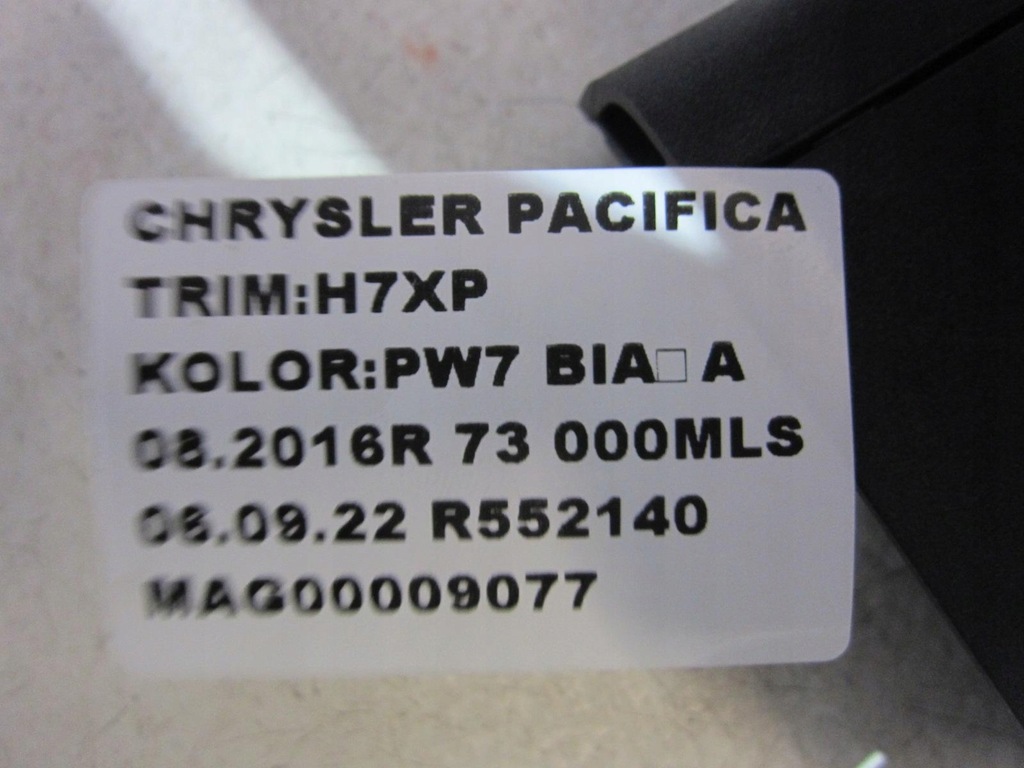 CHRYSLER PACIFICA
TRIM:H7XP
KOLOR:PW7 BIA□ A
08.2016R 73 000MLS
06.09.22 R552140
MAG00009077